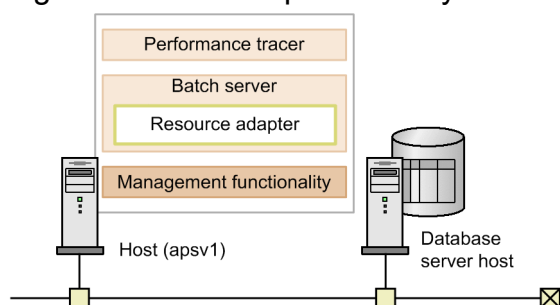 Performance tracer
Batch server
Resource adapter
Management functionality
Host (apsv1)
Database
server host